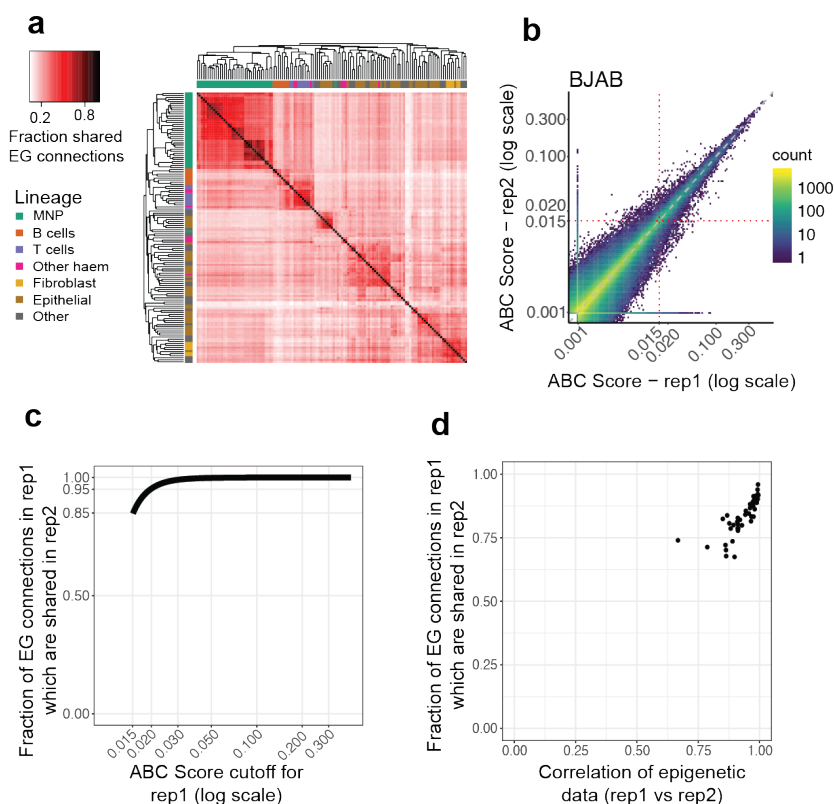 a
0.2 0.8
Fraction shared
EG connections
Lineage
MNP
B cells
T cells
Other haem
Fibroblast
Epithelial
Other
b
BJAB
ABC Score − rep2 (log scale)
0.300
0.100
0.020
0.015
0.001
0.001 0.015 0.020 0.100 0.300
ABC Score − rep1 (log scale)
count
1000
100
10
1
c
Fraction of EG connections in rep1
which are shared in rep2
1.00
0.95
0.85
0.50
0.00
0.015 0.020 0.030 0.050 0.100 0.200 0.300
ABC Score cutoff for
rep1 (log scale)
d
Fraction of EG connections in rep1
which are shared in rep2
1.00
0.75
0.50
0.25
0.00
0.00 0.25 0.50 0.75 1.00
Correlation of epigenetic
data (rep1 vs rep2)